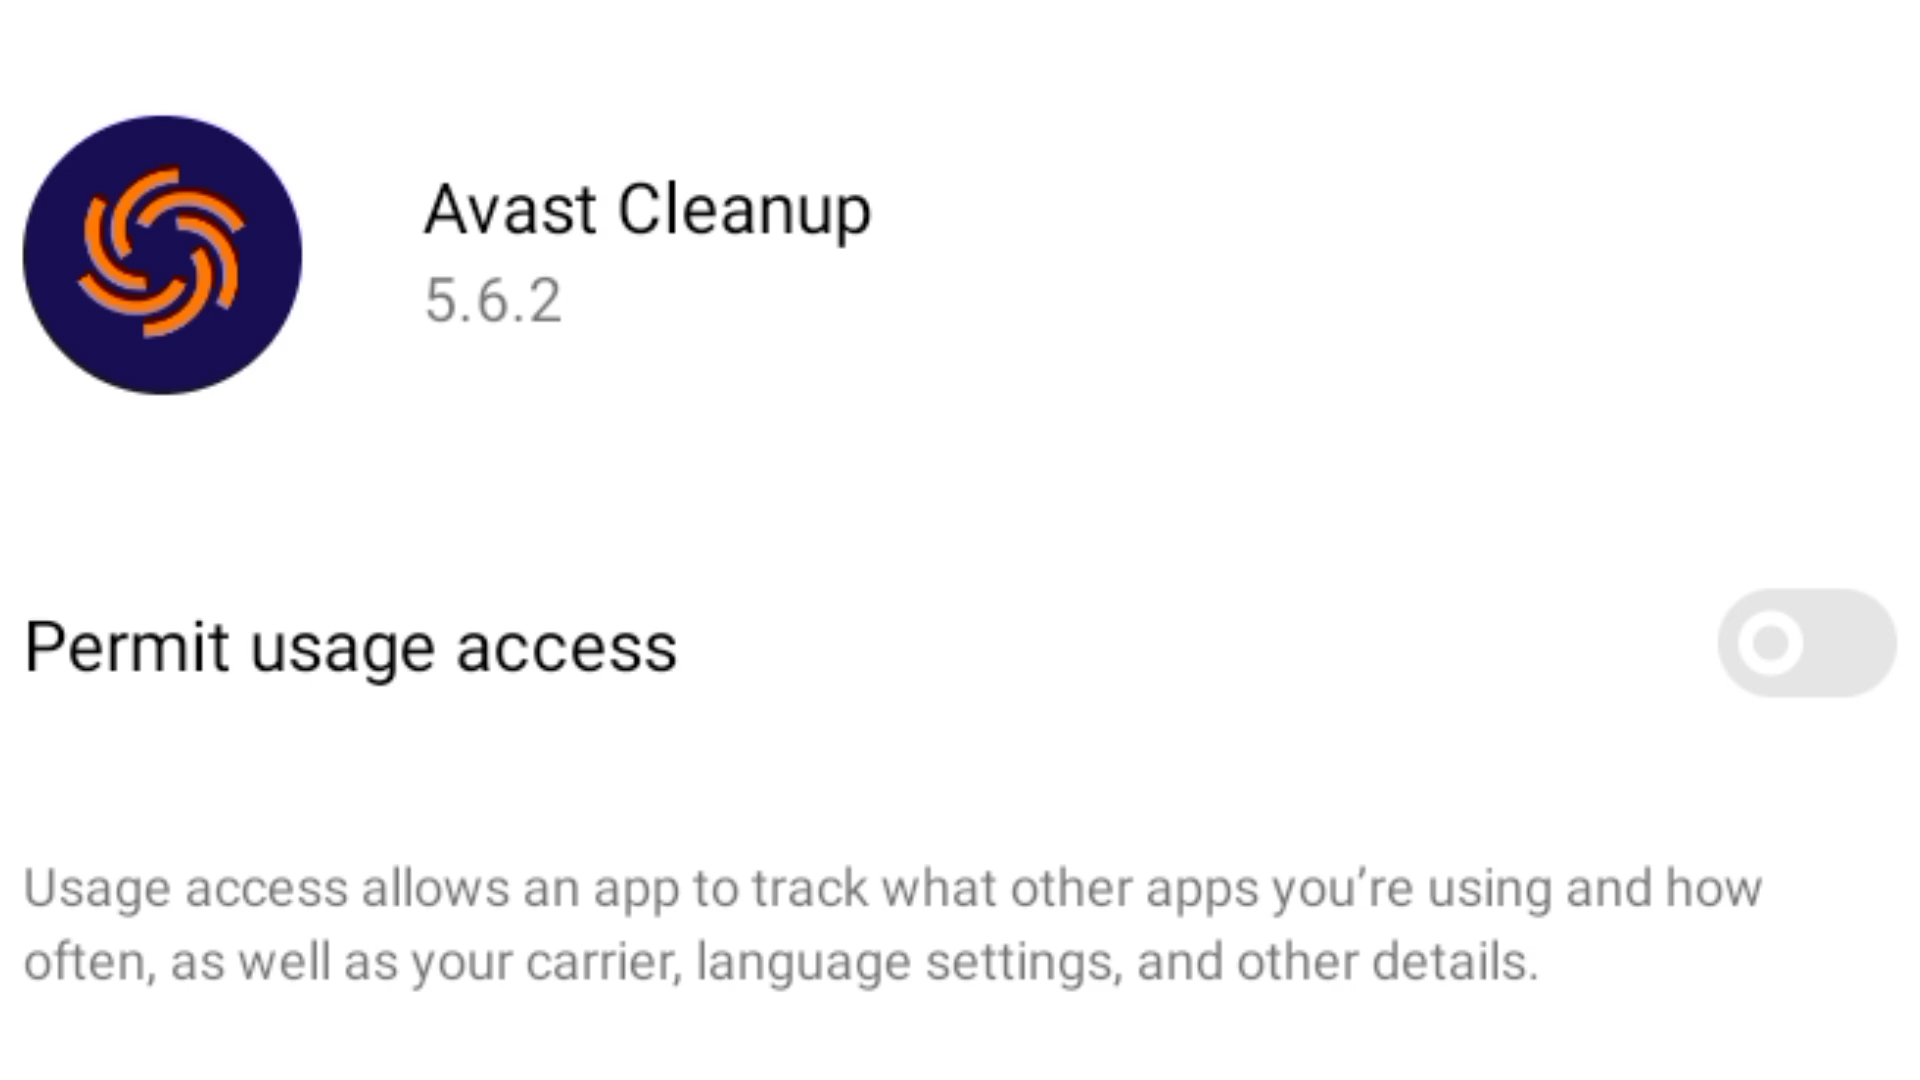 Avast Cleanup
5.6.2
Permit usage access
Usage access allows an app to track what other apps you’re using and how
often, as well as your carrier, language settings, and other details.